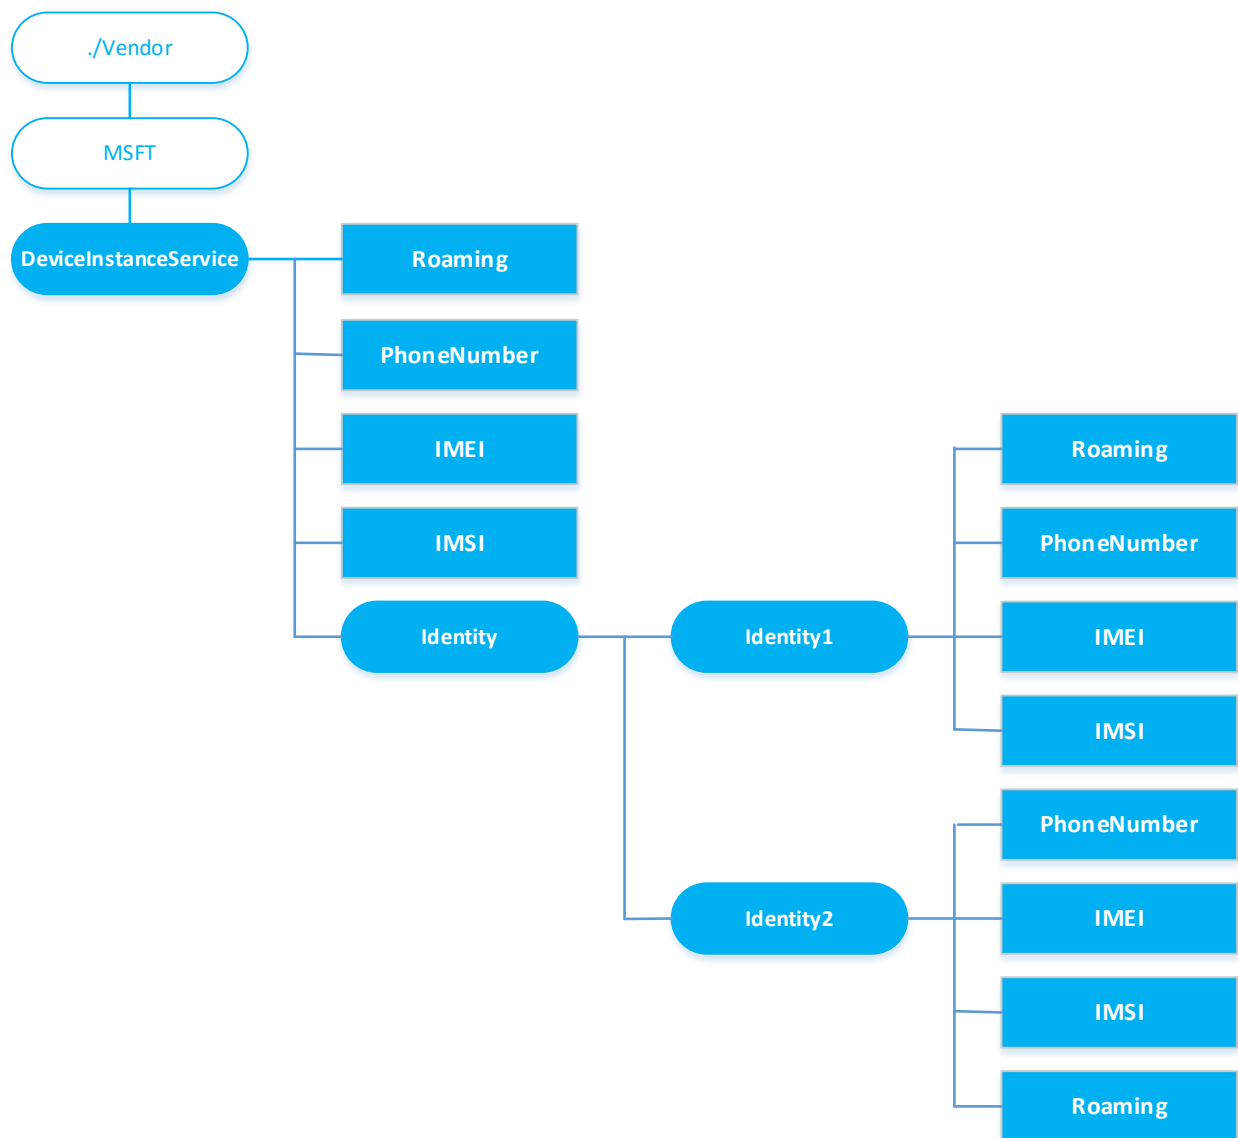 ./Vendor
MSFT
DeviceInstanceService
Roaming
PhoneNumber
IMEI
IMSI
Identity
Identity1
Roaming
PhoneNumber
IMEI
IMSI
Identity2
PhoneNumber
IMEI
IMSI
Roaming